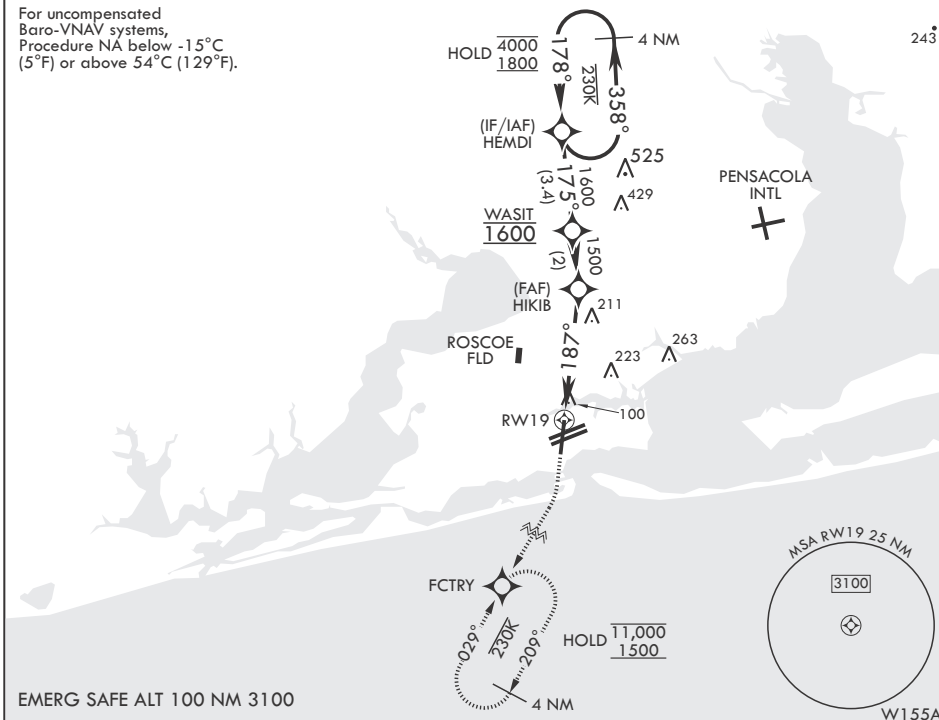 For uncompensated
Baro-VNAV systems,
Procedure NA below -15°C
(5°F) or above 54°C (129°F).
HOLD 4000
1800
178°
230K
358°
4 NM
243
(IF/IAF)
HEMDI
525
429
1600
175°
(3.4)
PENSACOLA
INTL
WASIT
1600
1500
(2)
(FAF)
HIKIB
211
187°
ROSCOE
FLD
223
263
100
RW19
FCTRY
029°
230K
209°
HOLD 11,000
1500
4 NM
MSA RW19 25 NM
3100
EMERG SAFE ALT 100 NM 3100
W155A